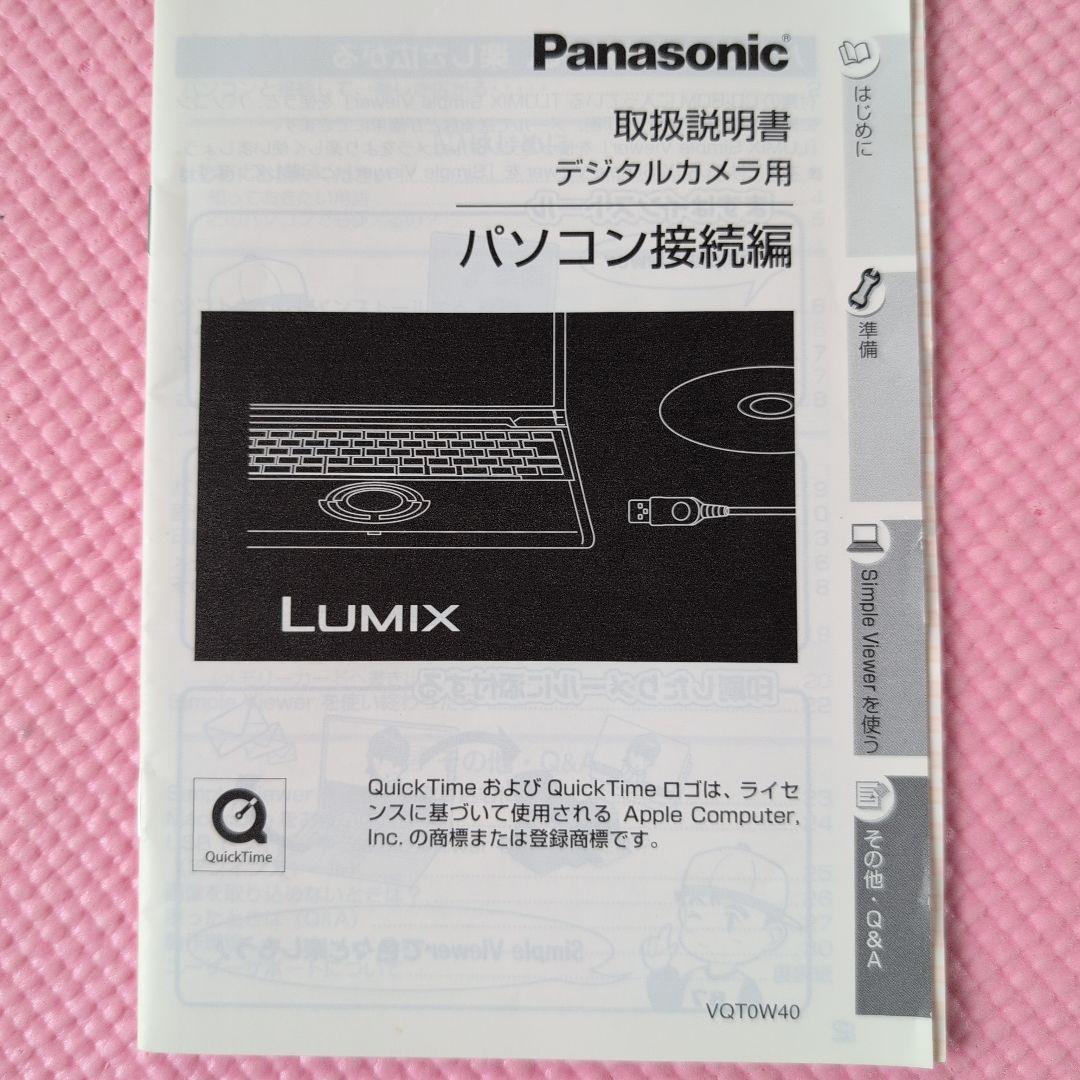 Panasonic®
取扱説明書
デジタルカメラ用
パソコン接続編
LUMIX
QuickTime
QuickTime および QuickTime ロゴは、ライセ
ンスに基づいて使用される Apple Computer,
Inc. の商標または登録商標です。
VQT0W40
はじめに
準備
Simple Viewer を使う
その他・Q&A